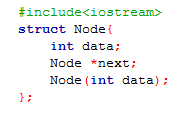 #include<iostream>
struct Node{
    int data;
    Node *next;
    Node(int data);
};